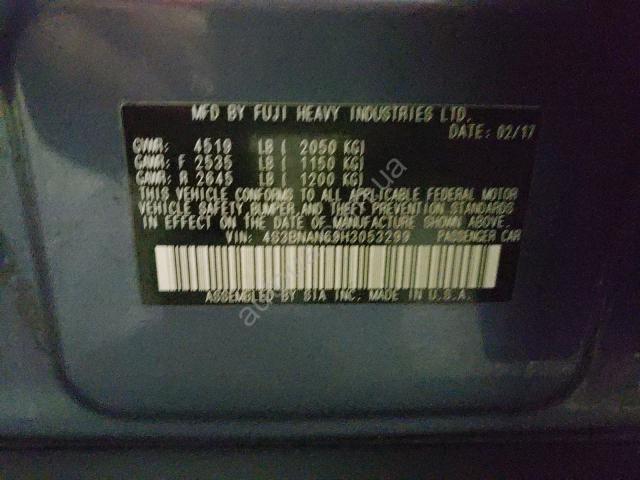 MFD BY FUJI HEAVY INDUSTRIES LTD.
DATE: 02/17
GVWR: 4519 LB ( 2050 KG)
GAWR: F 2535 LB ( 1150 KG)
GAWR: R 2645 LB ( 1200 KG)
THIS VEHICLE CONFORMS TO ALL APPLICABLE FEDERAL MOTOR
VEHICLE SAFETY, BUMPER, AND THEFT PREVENTION STANDARDS
IN EFFECT ON THE DATE OF MANUFACTURE SHOWN ABOVE.
VIN: 4S3BNAN69H3053299 PASSENGER CAR
ASSEMBLED BY SIA INC. MADE IN U.S.A.